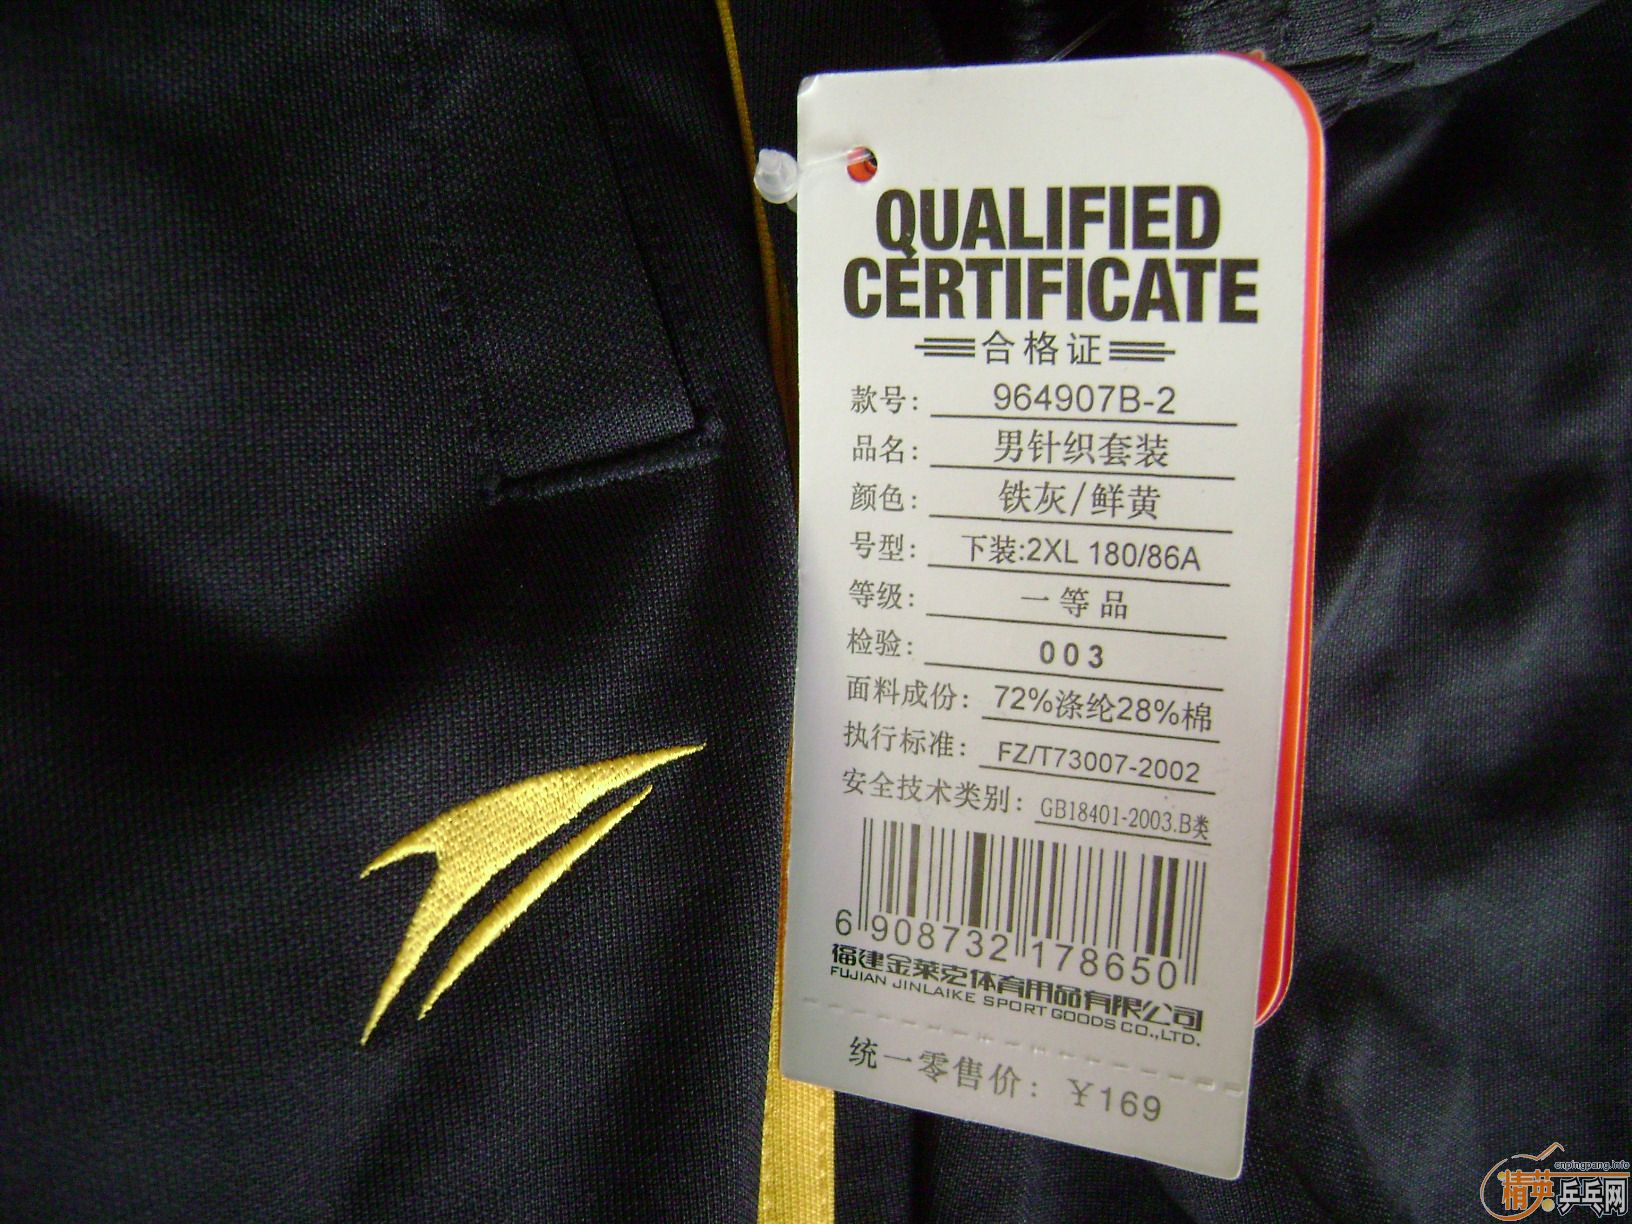 QUALIFIED
CERTIFICATE
合格证
款号: 964907B-2
品名: 男针织套装
颜色: 铁灰/鲜黄
号型: 下装:2XL 180/86A
等级: 一等品
检验: 003
面料成份: 72%涤纶28%棉
执行标准: FZ/T73007-2002
安全技术类别: GB18401-2003.B类
6 908732 178650
福建金莱克体育用品有限公司
FUJIAN JINLAIKE SPORT GOODS CO.,LTD.
统一零售价: ¥169
cnpingpang.info
精英乒乓网